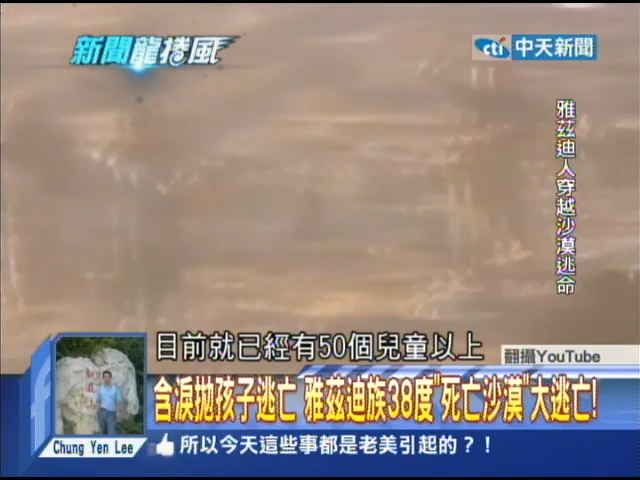 新聞龍捲風
cti 中天新聞
雅茲迪人穿越沙漠逃命
目前就已經有50個兒童以上
翻攝YouTube
含淚拋孩子逃亡 雅茲迪族38度"死亡沙漠"大逃亡!
Chung Yen Lee
所以今天這些事都是老美引起的？！